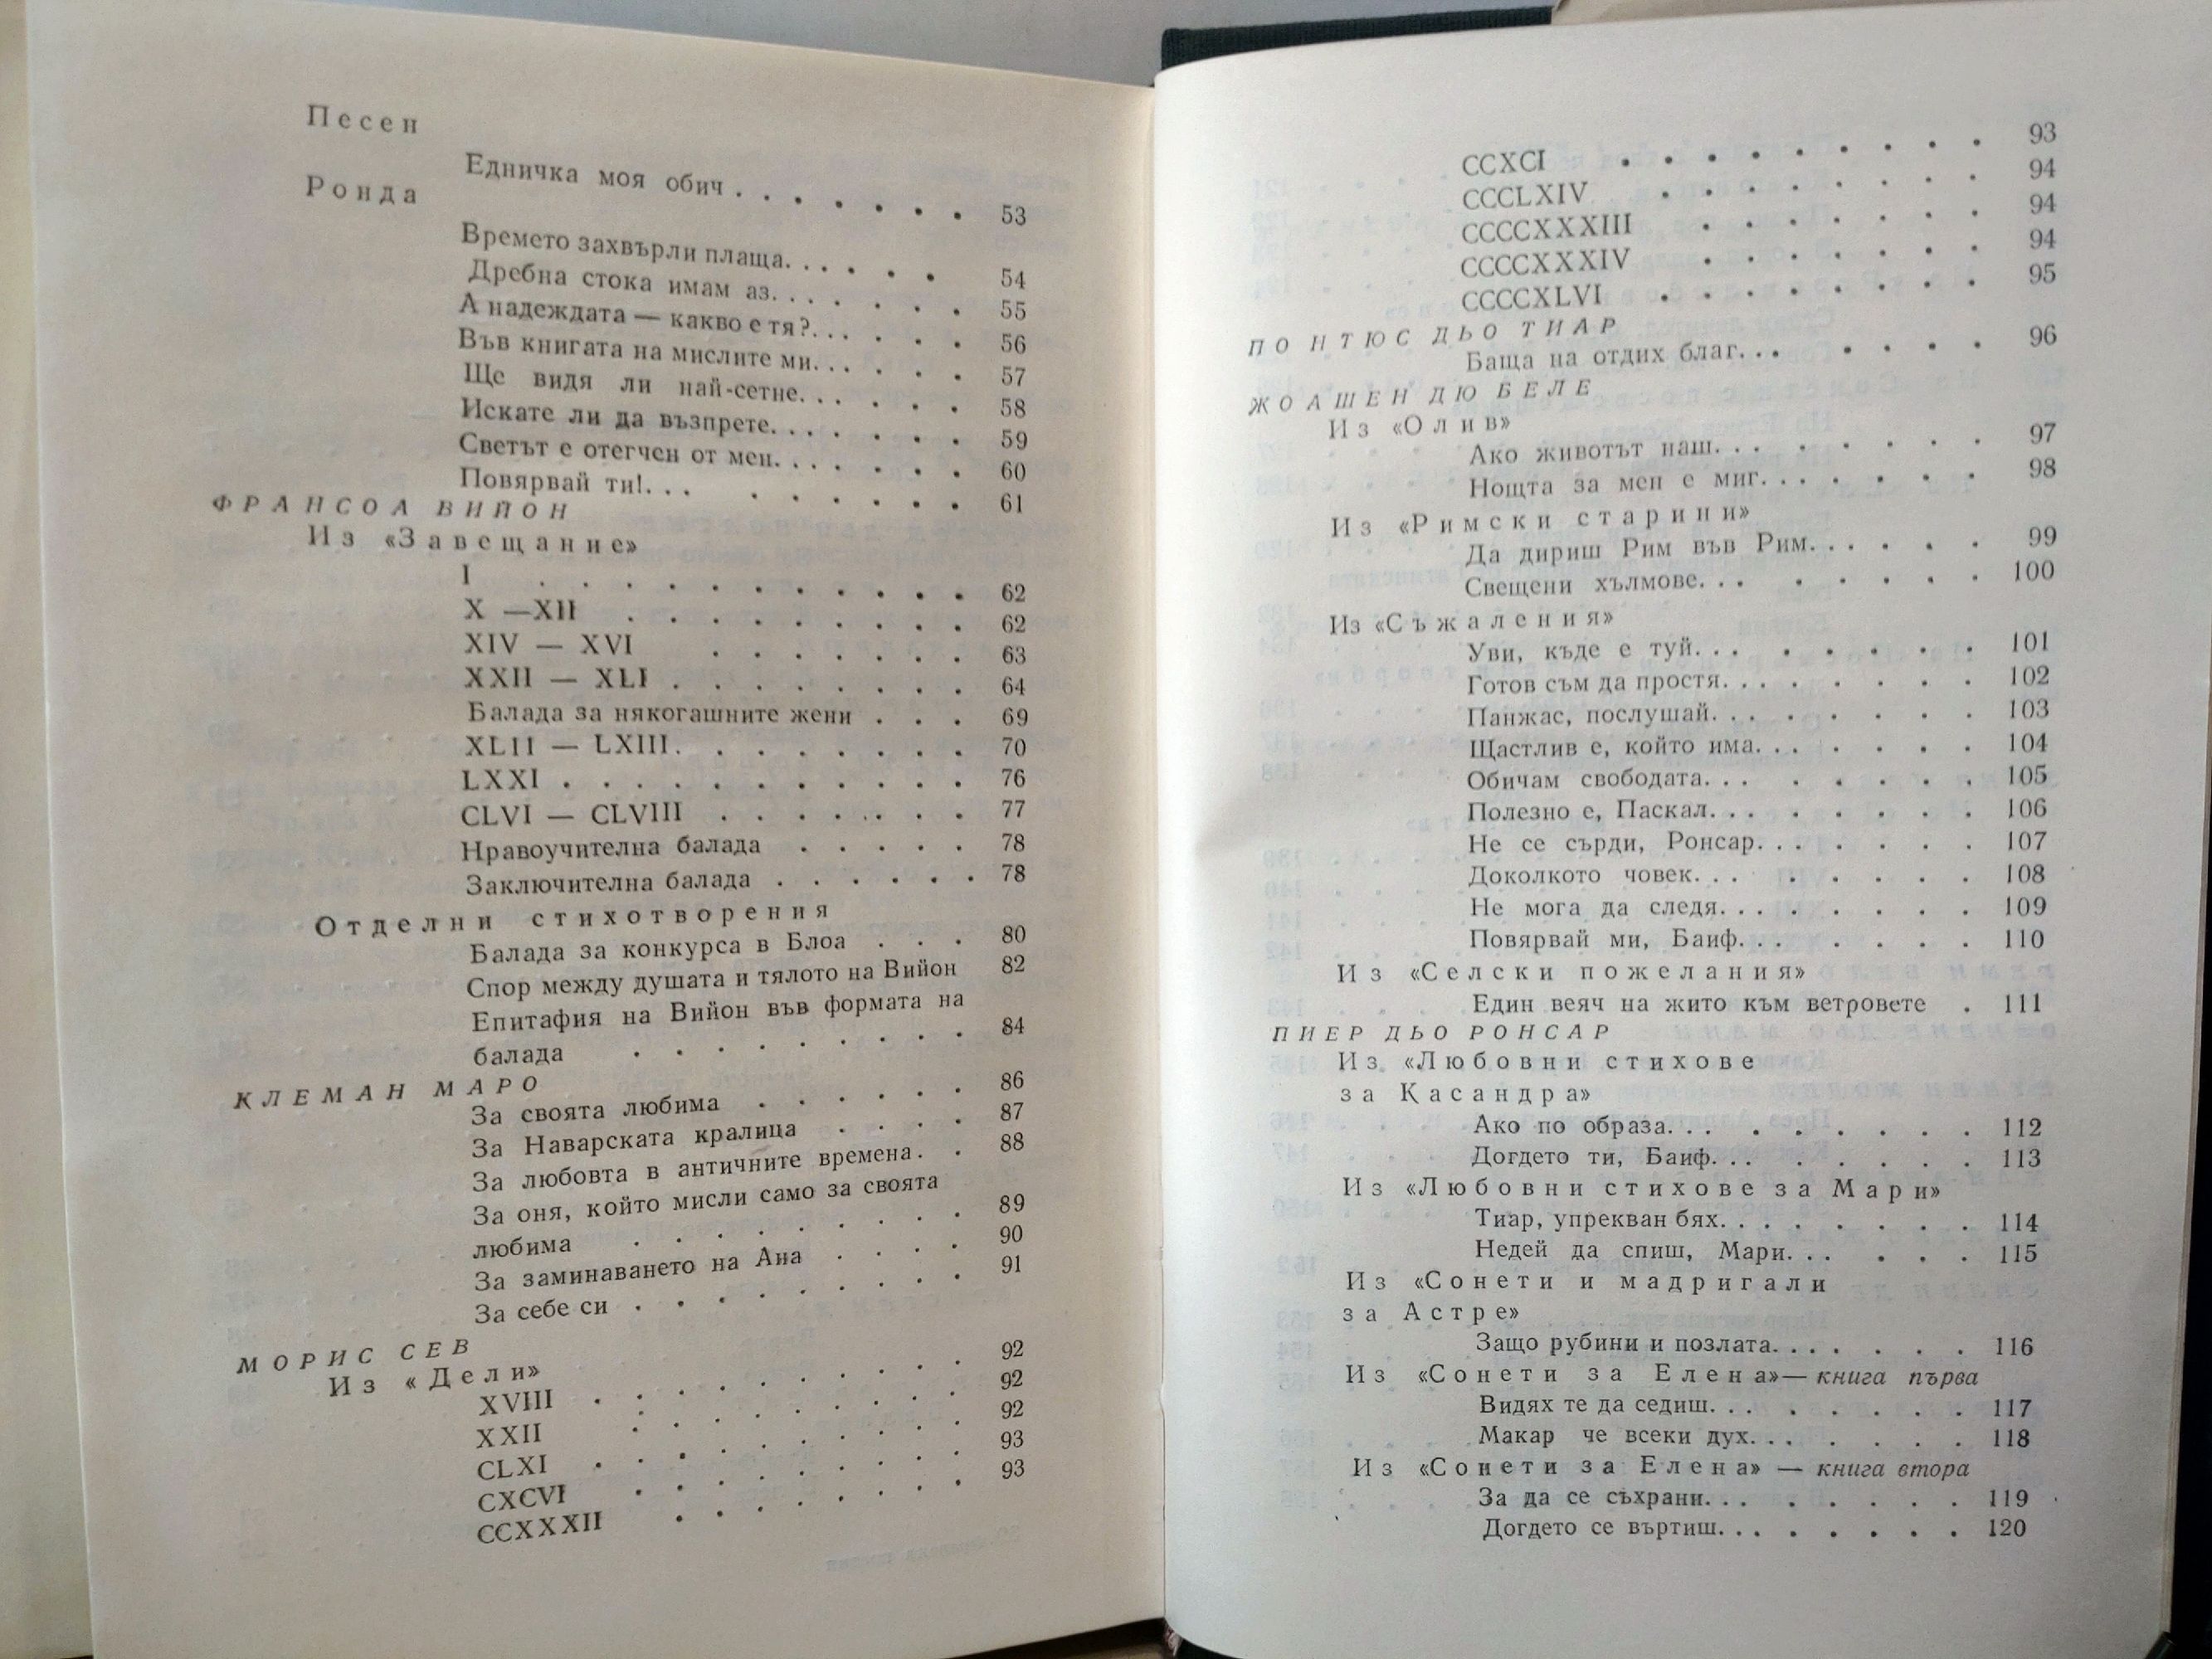 Песен
Едничка моя обич . . . . . . . 53
Ронда
Времето захвърли плаща. . . . . . 54
Дребна стока имам аз. . . . . . . 55
А надеждата — какво е тя?. . . . . . 56
Във книгата на мислите ми. . . . . . 57
Ще видя ли най-сетне. . . . . . . 58
Искате ли да възпрете. . . . . . . 59
Светът е отегчен от мен. . . . . . . 60
Повярвай ти!. . . . . . . . . 61
ФРАНСОА ВИЙОН
Из «Завещание»
I . . . . . . . . . . . 62
X —XII . . . . . . . . . 62
XIV — XVI . . . . . . . 63
XXII — XLI . . . . . . . . 64
Балада за някогашните жени . . . 69
XLII — LXIII. . . . . . . . 70
LXXI . . . . . . . . . . . 76
CLVI — CLVIII . . . . . . . 77
Нравоучителна балада . . . . . 78
Заключителна балада . . . . . . 78
Отделни стихотворения
Балада за конкурса в Блоа . . . 80
Спор между душата и тялото на Вийон 82
Епитафия на Вийон във формата на
балада . . . . . . . . . 84
КЛЕМАН МАРО
За своята любима . . . . . . 86
За Наварската кралица . . . . 87
За любовта в античните времена. . 88
За оня, който мисли само за своята
любима . . . . . . . . . 89
За заминаването на Ана . . . . 90
За себе си . . . . . . . . . 91
МОРИС СЕВ
Из «Дели»
XVIII . . . . . . . . . . 92
XXII . . . . . . . . . 92
CLXI . . . . . . . . . . 92
CXCVI . . . . . . . . . 93
CCXXXII . . . . . . . . 93
CCXCI . . . . . . . . . 93
CCCLXIV . . . . . . . . 94
CCCCXXXIII . . . . . . . 94
CCCCXXXIV . . . . . . . 94
CCCCXLVI . . . . . . . . 95
ПОНТЮС ДЬО ТИАР
Баща на отдих благ. . . . . . . 96
ЖОАШЕН ДЮ БЕЛЕ
Из «Олив»
Ако животът наш. . . . . . . . 97
Нощта за мен е миг. . . . . . . 98
Из «Римски старини»
Да дириш Рим във Рим. . . . . . 99
Свещени хълмове. . . . . . . . 100
Из «Съжаления»
Уви, къде е туй. . . . . . . . 101
Готов съм да простя. . . . . . . . 102
Панжас, послушай. . . . . . . . 103
Щастлив е, който има. . . . . . . 104
Обичам свободата. . . . . . . . 105
Полезно е, Паскал. . . . . . . . 106
Не се сърди, Ронсар. . . . . . . 107
Доколкото човек. . . . . . . . 108
Не мога да следя. . . . . . . . 109
Повярвай ми, Баиф. . . . . . . 110
Из «Селски пожелания»
Един веяч на жито към ветровете . 111
ПИЕР ДЬО РОНСАР
Из «Любовни стихове
за Касандра»
Ако по образа. . . . . . . . . 112
Догдето ти, Баиф. . . . . . . . 113
Из «Любовни стихове за Мари»
Тиар, упрекван бях. . . . . . . . 114
Недей да спиш, Мари. . . . . . 115
Из «Сонети и мадригали
за Астре»
Защо рубини и позлата. . . . . . . 116
Из «Сонети за Елена»— книга първа
Видях те да седиш. . . . . . . . 117
Макар че всеки дух. . . . . . . . 118
Из «Сонети за Елена» — книга втора
За да се съхрани. . . . . . . . 119
Догдето се въртиш. . . . . . . . 120